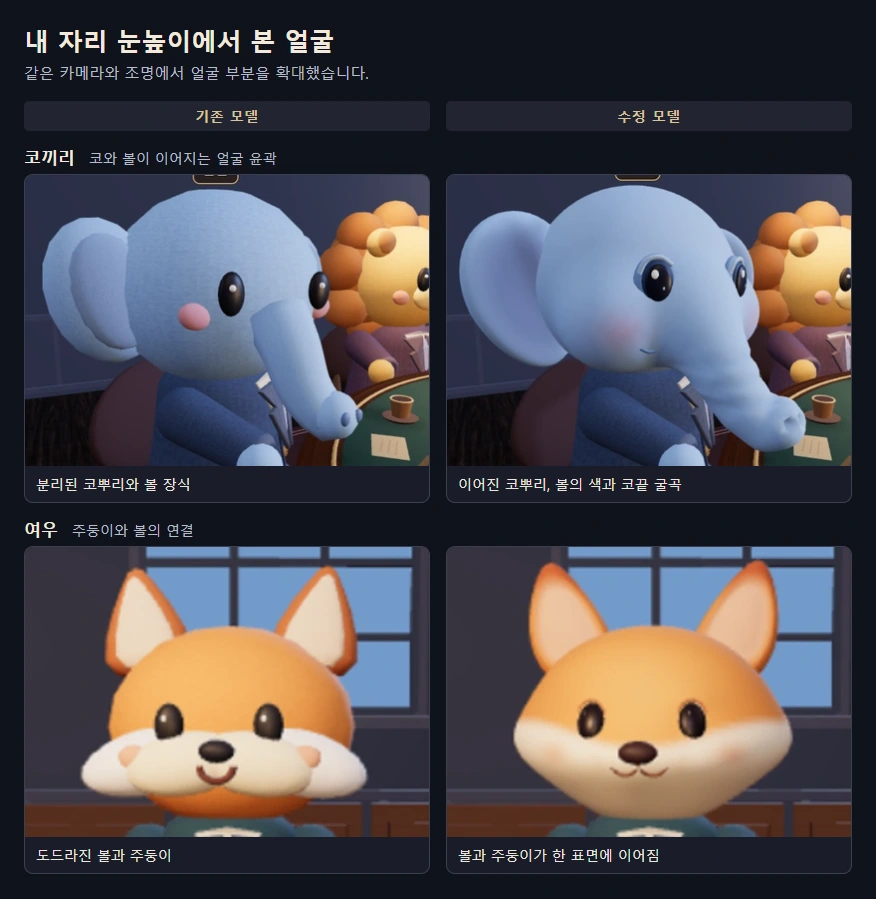 내 자리 눈높이에서 본 얼굴
같은 카메라와 조명에서 얼굴 부분을 확대했습니다.
기존 모델
수정 모델
코끼리 코와 볼이 이어지는 얼굴 윤곽
분리된 코뿌리와 볼 장식
이어진 코뿌리, 볼의 색과 코끝 굴곡
여우 주둥이와 볼의 연결
도드라진 볼과 주둥이
볼과 주둥이가 한 표면에 이어짐